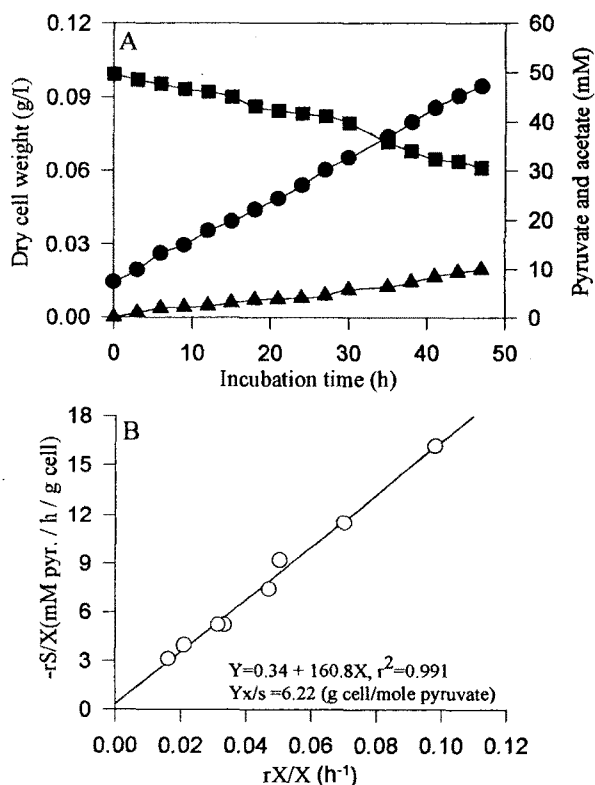 A
0.12
0.09
0.06
0.03
0.00
Dry cell weight (g/l)
60
50
40
30
20
10
0
Pyruvate and acetate (mM)
0 10 20 30 40 50
Incubation time (h)
B
18
15
12
9
6
3
0
-rS/X(mM pyr. / h / g cell)
Y=0.34 + 160.8X, r²=0.991
Yx/s =6.22 (g cell/mole pyruvate)
0.00 0.02 0.04 0.06 0.08 0.10 0.12
rX/X (h⁻¹)